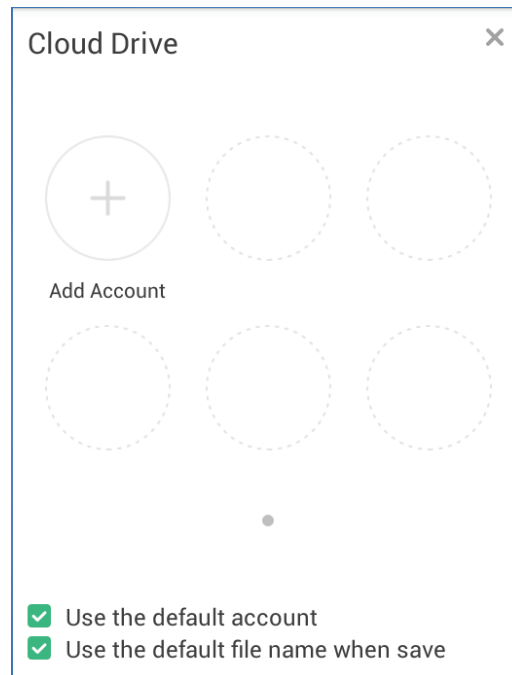 Cloud Drive
Add Account
Use the default account
Use the default file name when save